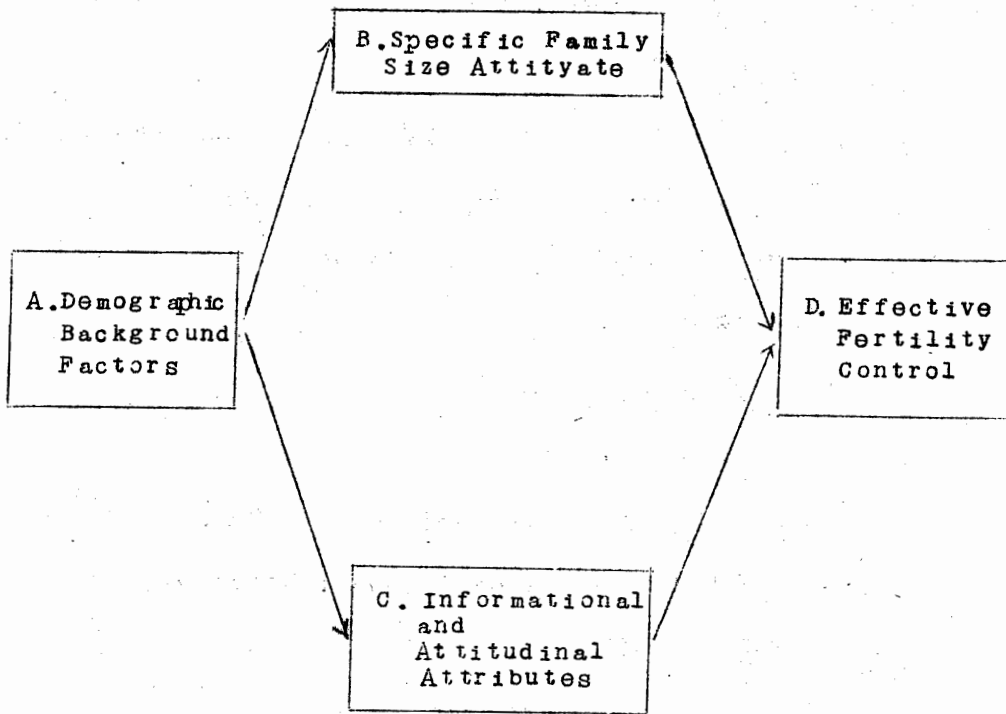 B.Specific Family
Size Attityate
A.Demographic
Background
Factors
D. Effective
Fertility
Control
C. Informational
and
Attitudinal
Attributes